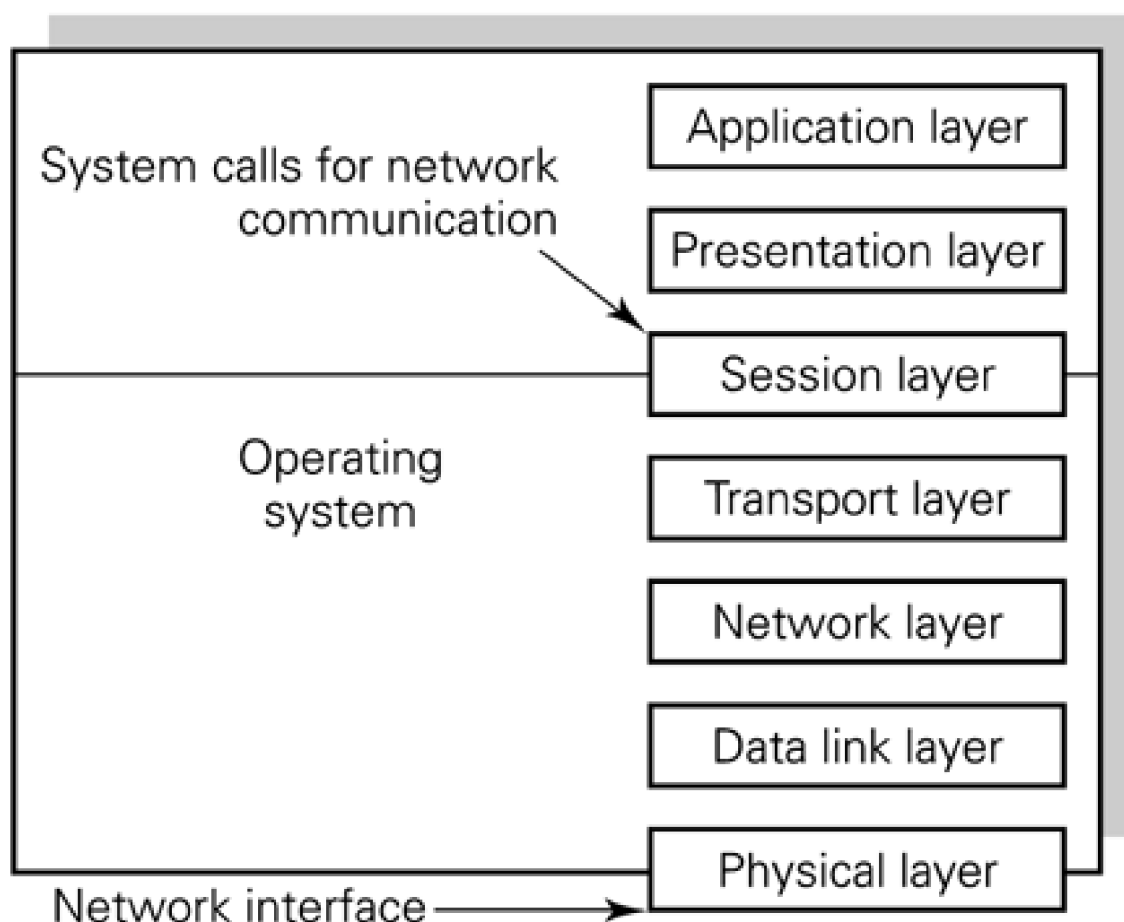 Application layer
System calls for network
communication
Presentation layer
Session layer
Operating
system
Transport layer
Network layer
Data link layer
Physical layer
Network interface